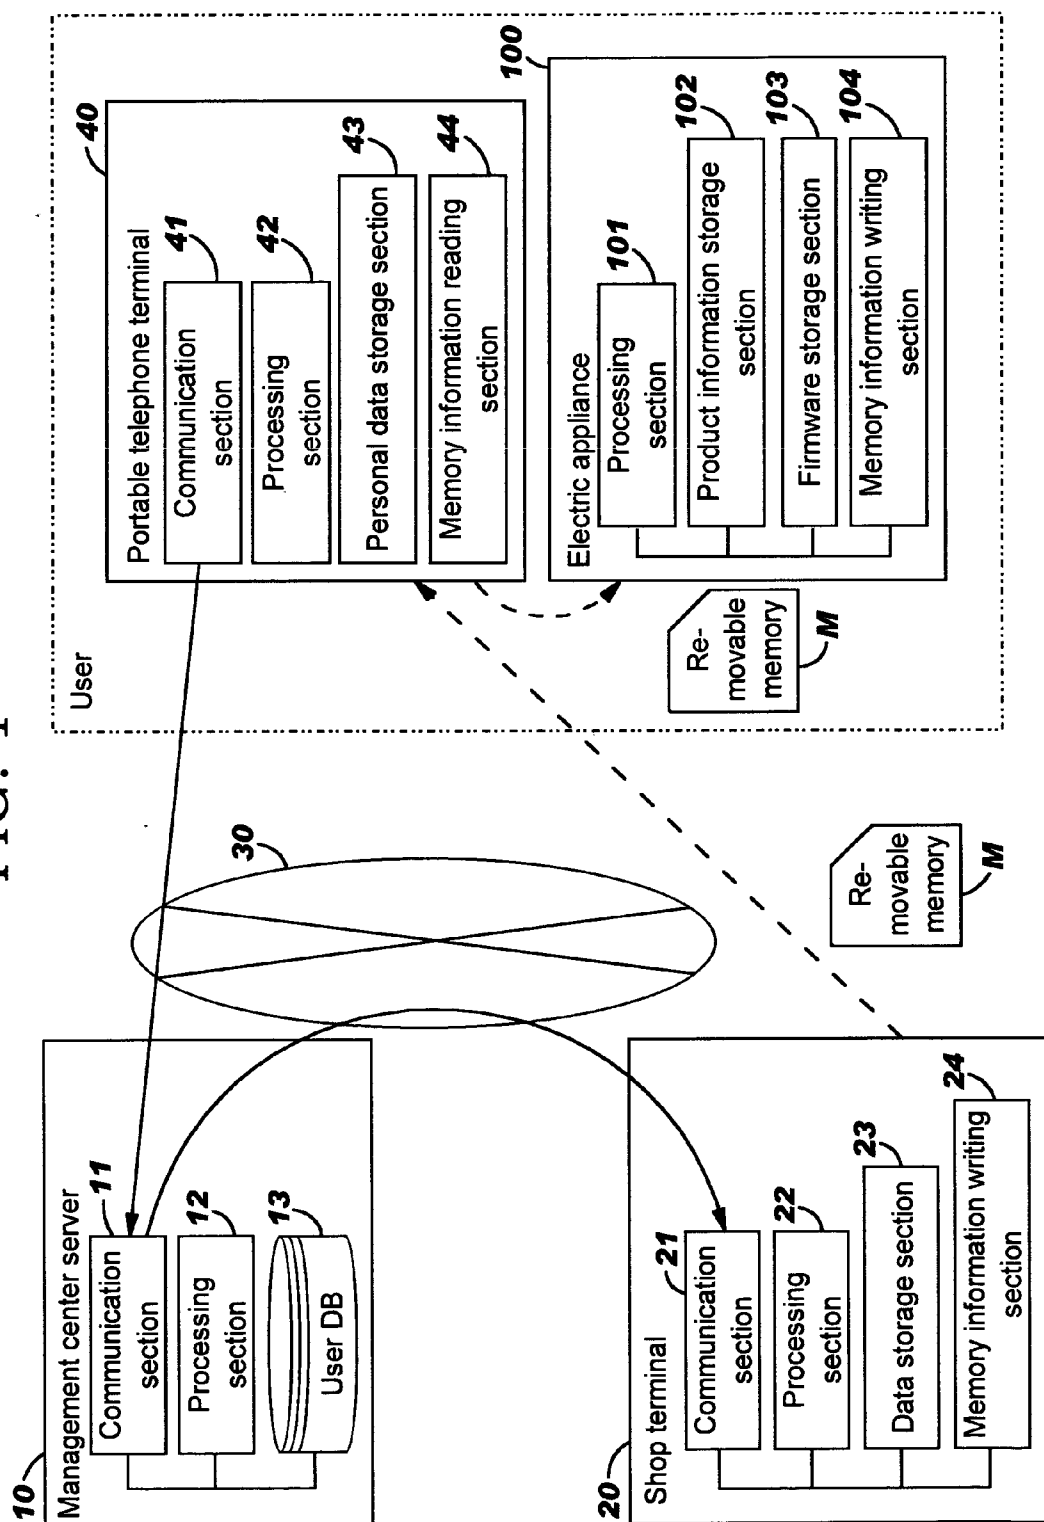 FIG. 1
10
Management center server
Communication
section
11
Processing
section
12
User DB
13
20
Shop terminal
Communication
section
21
Processing
section
22
Data storage section
23
Memory information writing
section
24
30
Re-
movable
memory
M
User
40
Portable telephone terminal
Communication
section
41
Processing
section
42
Personal data storage section
43
Memory information reading
section
44
Re-
movable
memory
M
100
Electric appliance
Processing
section
101
Product information storage
section
102
Firmware storage section
103
Memory information writing
section
104